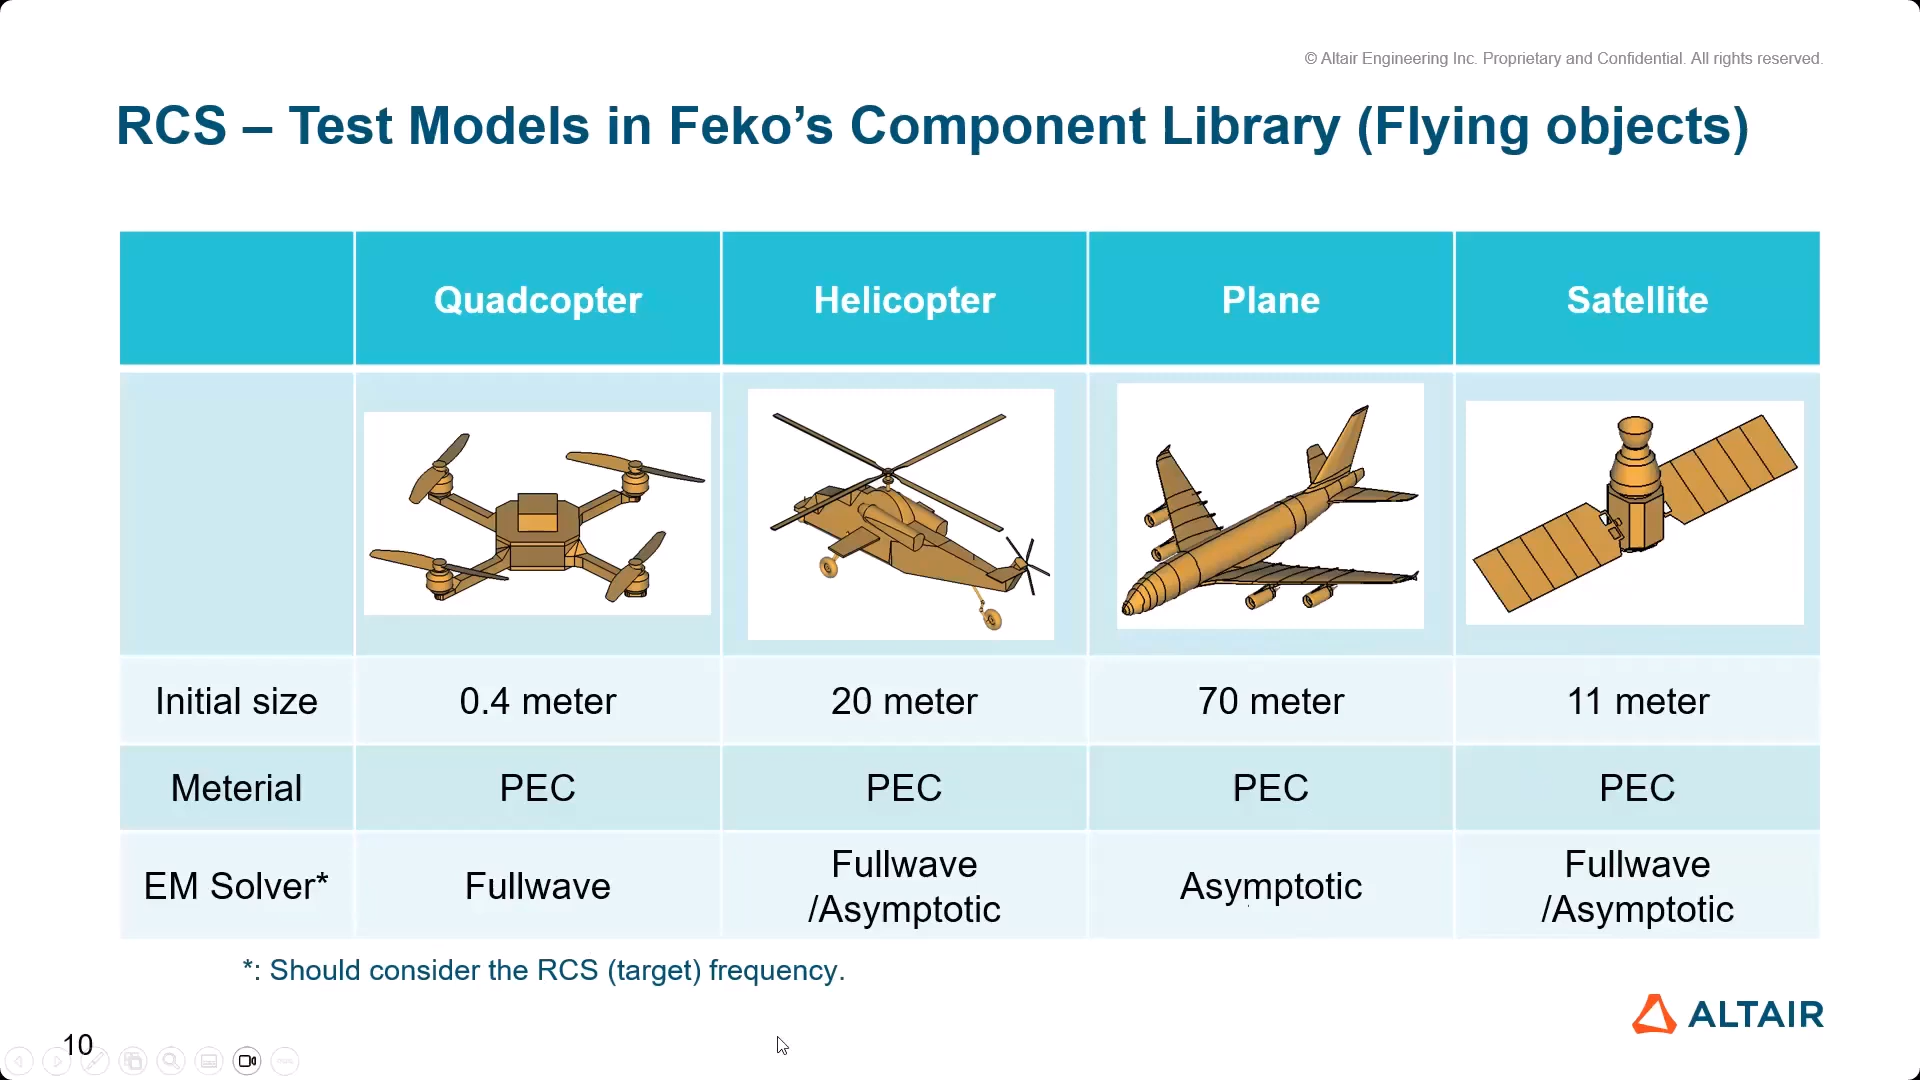 © Altair Engineering Inc. Proprietary and Confidential. All rights reserved.
RCS – Test Models in Feko’s Component Library (Flying objects)
Quadcopter Helicopter Plane Satellite
Initial size 0.4 meter 20 meter 70 meter 11 meter
Meterial PEC PEC PEC PEC
EM Solver* Fullwave Fullwave /Asymptotic Asymptotic Fullwave /Asymptotic
*: Should consider the RCS (target) frequency.
ALTAIR
10